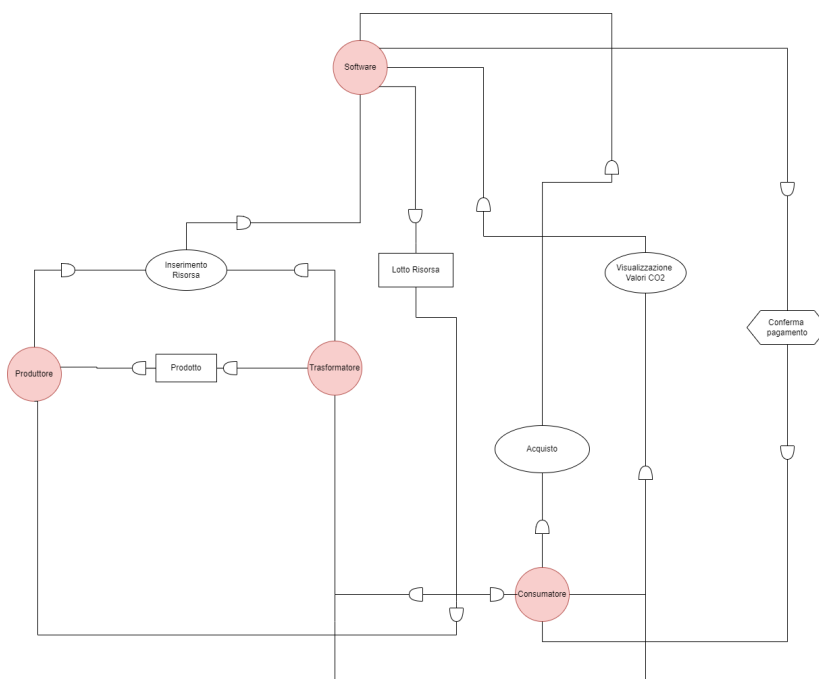 Software
Inserimento
Risorsa
Lotto Risorsa
Visualizzazione
Valori CO2
Conferma
pagamento
Produttore
Prodotto
Trasformatore
Acquisto
Consumatore